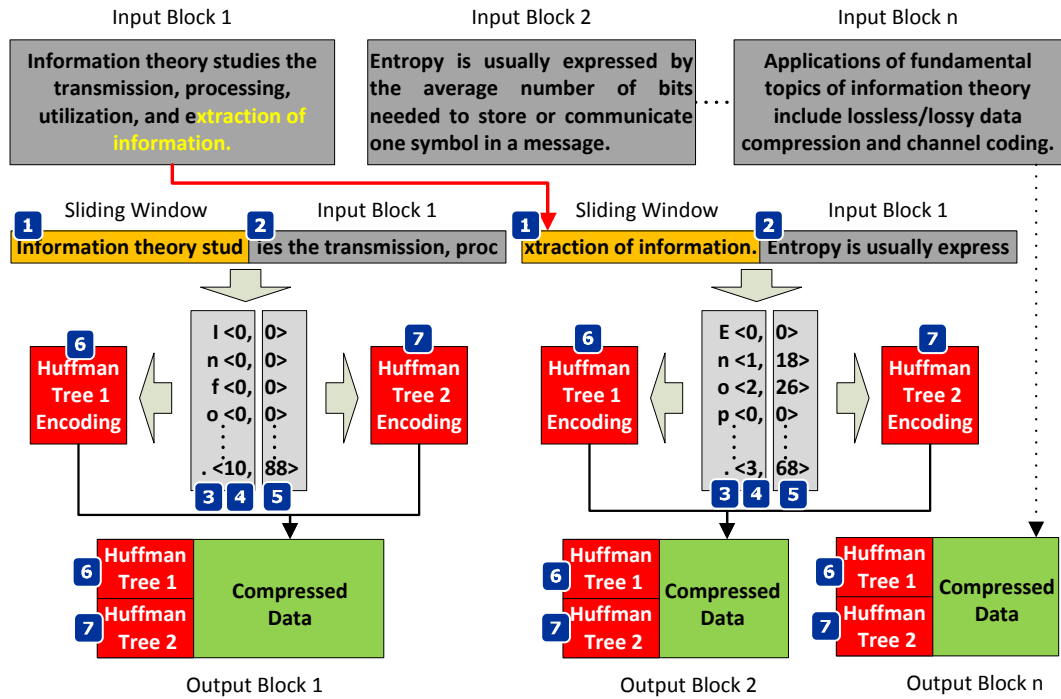 Input Block 1
Input Block 2
Input Block n
Information theory studies the
transmission, processing,
utilization, and extraction of
information.
Entropy is usually expressed by
the average number of bits
needed to store or communicate
one symbol in a message.
Applications of fundamental
topics of information theory
include lossless/lossy data
compression and channel coding.
1
Sliding Window
2
Input Block 1
Information theory stud
ies the transmission, proc
1
Sliding Window
2
Input Block 1
xtraction of information.
Entropy is usually express
6
Huffman
Tree 1
Encoding
I <0, 0>
n <0, 0>
f <0, 0>
o <0, 0>
. <10, 88>
3 4 5
7
Huffman
Tree 2
Encoding
6
Huffman
Tree 1
Encoding
E <0, 0>
n <1, 18>
o <2, 26>
p <0, 0>
. <3, 68>
3 4 5
7
Huffman
Tree 2
Encoding
6
Huffman
Tree 1
7
Huffman
Tree 2
Compressed
Data
Output Block 1
6
Huffman
Tree 1
7
Huffman
Tree 2
Compressed
Data
Output Block 2
6
Huffman
Tree 1
7
Huffman
Tree 2
Compressed
Data
Output Block n